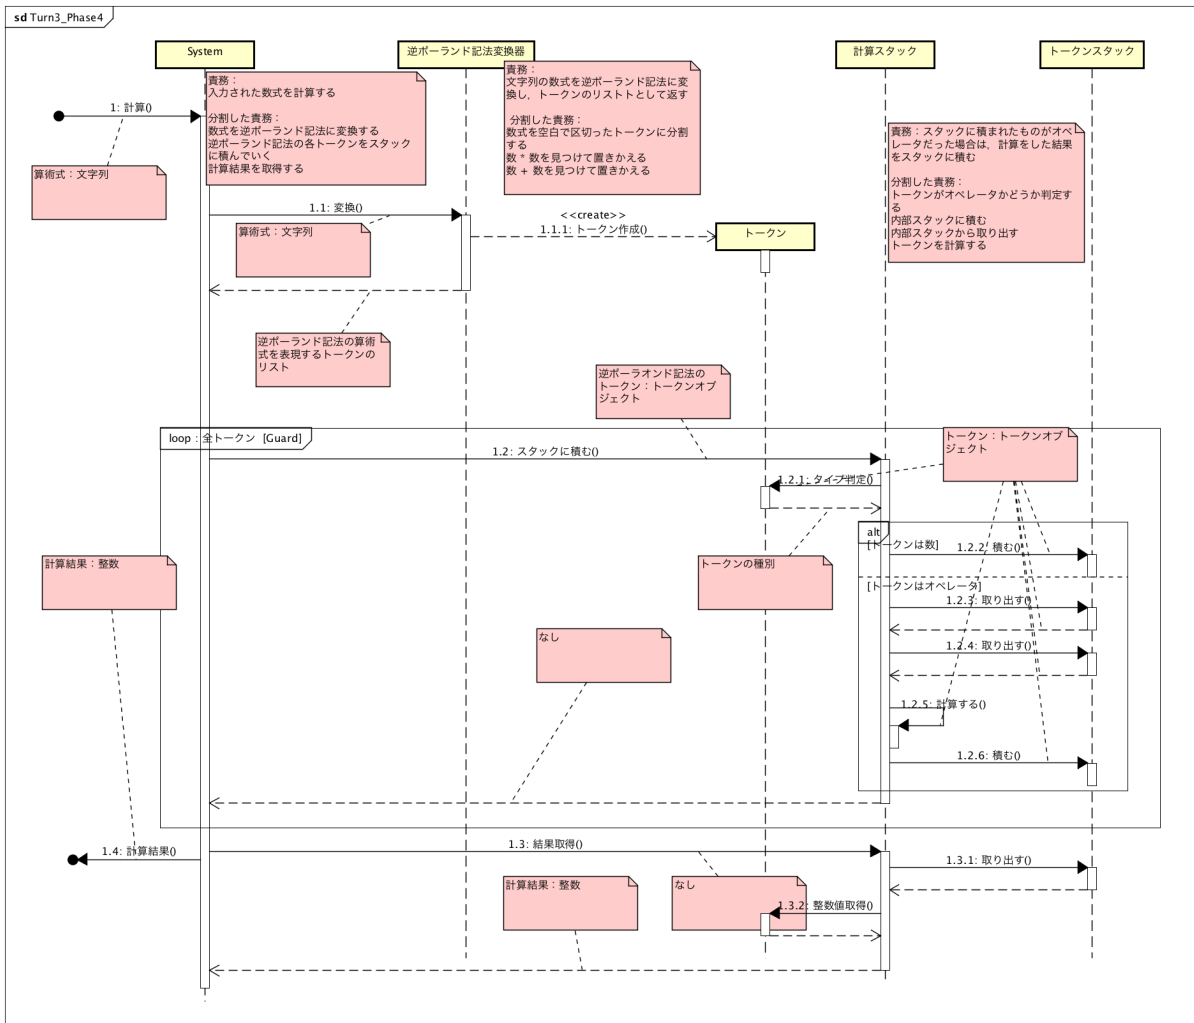 sd Turn3_Phase4
System
逆ポーランド記法変換器
計算スタック
トークンスタック
責務：
入力された数式を計算する
分割した責務：
数式を逆ポーランド記法に変換する
逆ポーランド記法の各トークンをスタック
に積んでいく
計算結果を取得する
責務：
文字列の数式を逆ポーランド記法に変
換し，トークンのリストトとして返す
分割した責務：
数式を空白で区切ったトークンに分割
する
数 * 数を見つけて置きかえる
数 + 数を見つけて置きかえる
責務：スタックに積まれたものがオペ
レータだった場合は，計算をした結果
をスタックに積む
分割した責務：
トークンがオペレータかどうか判定す
る
内部スタックに積む
内部スタックから取り出す
トークンを計算する
1: 計算()
算術式：文字列
1.1: 変換()
算術式：文字列
<<create>>
1.1.1: トークン作成()
トークン
逆ポーランド記法の算術
式を表現するトークンの
リスト
逆ポーラオンド記法の
トークン：トークンオブ
ジェクト
loop : 全トークン [Guard]
トークン：トークンオブ
ジェクト
1.2: スタックに積む()
1.2.1: タイプ判定()
alt
[トークンは数]
1.2.2: 積む()
計算結果：整数
トークンの種別
[トークンはオペレータ]
1.2.3: 取り出す()
なし
1.2.4: 取り出す()
1.2.5: 計算する()
1.2.6: 積む()
1.3: 結果取得()
1.4: 計算結果()
1.3.1: 取り出す()
計算結果：整数
なし
1.3.2: 整数値取得()